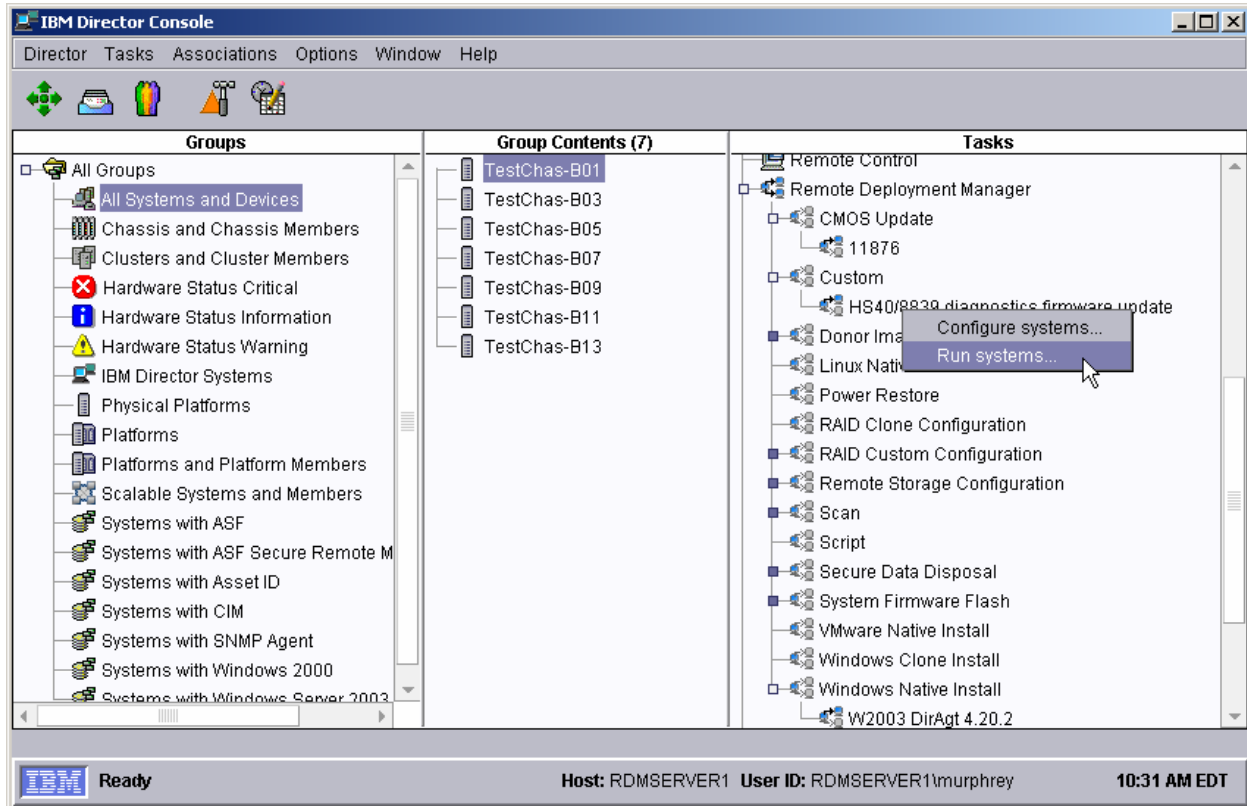 IBM Director Console
Director Tasks Associations Options Window Help
Groups
All Groups
All Systems and Devices
Chassis and Chassis Members
Clusters and Cluster Members
Hardware Status Critical
Hardware Status Information
Hardware Status Warning
IBM Director Systems
Physical Platforms
Platforms
Platforms and Platform Members
Scalable Systems and Members
Systems with ASF
Systems with ASF Secure Remote M
Systems with Asset ID
Systems with CIM
Systems with SNMP Agent
Systems with Windows 2000
Systems with Windows Server 2003
Group Contents (7)
TestChas-B01
TestChas-B03
TestChas-B05
TestChas-B07
TestChas-B09
TestChas-B11
TestChas-B13
Tasks
Remote Control
Remote Deployment Manager
CMOS Update
11876
Custom
HS40/8839 diagnostics firmware update
Configure systems...
Run systems...
Donor Ima
Linux Nativ
Power Restore
RAID Clone Configuration
RAID Custom Configuration
Remote Storage Configuration
Scan
Script
Secure Data Disposal
System Firmware Flash
VMware Native Install
Windows Clone Install
Windows Native Install
W2003 DirAgt 4.20.2
IBM Ready Host: RDMSERVER1 User ID: RDMSERVER1\murphrey 10:31 AM EDT